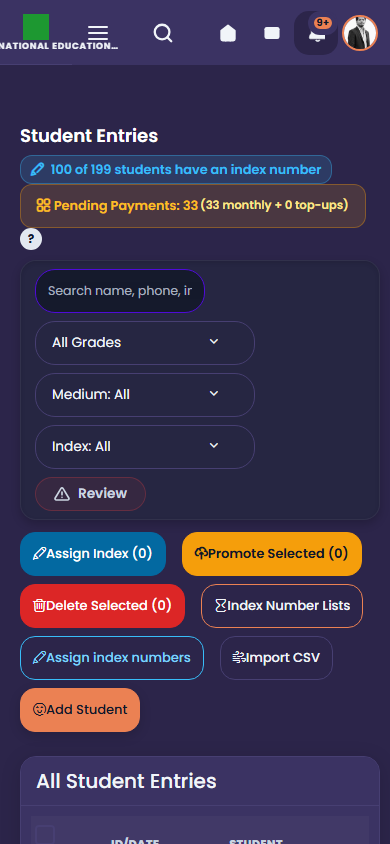 9+
NATIONAL EDUCATION...
Student Entries
100 of 199 students have an index number
Pending Payments: 33 (33 monthly + 0 top-ups)
?
Search name, phone, ir
All Grades
Medium: All
Index: All
Review
Assign Index (0)
Promote Selected (0)
Delete Selected (0)
Index Number Lists
Assign index numbers
Import CSV
Add Student
All Student Entries
ID/DATE
STUDENT